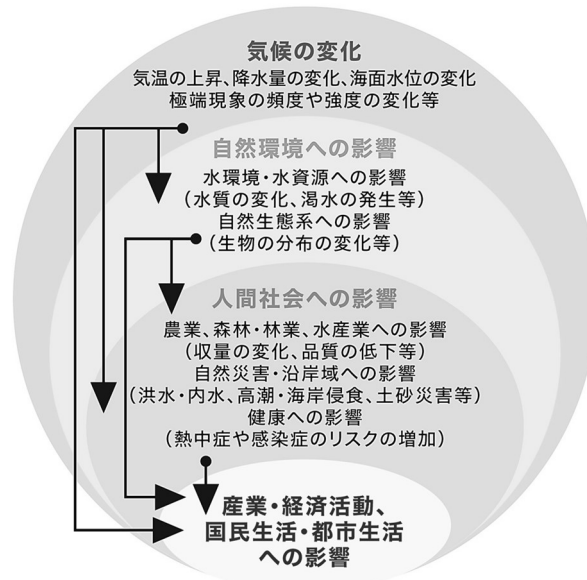 気候の変化
気温の上昇、降水量の変化、海面水位の変化
極端現象の頻度や強度の変化等
自然環境への影響
水環境・水資源への影響
(水質の変化、渇水の発生等)
自然生態系への影響
(生物の分布の変化等)
人間社会への影響
農業、森林・林業、水産業への影響
(収量の変化、品質の低下等)
自然災害・沿岸域への影響
(洪水・内水、高潮・海岸侵食、土砂災害等)
健康への影響
(熱中症や感染症のリスクの増加)
産業・経済活動、
国民生活・都市生活
への影響